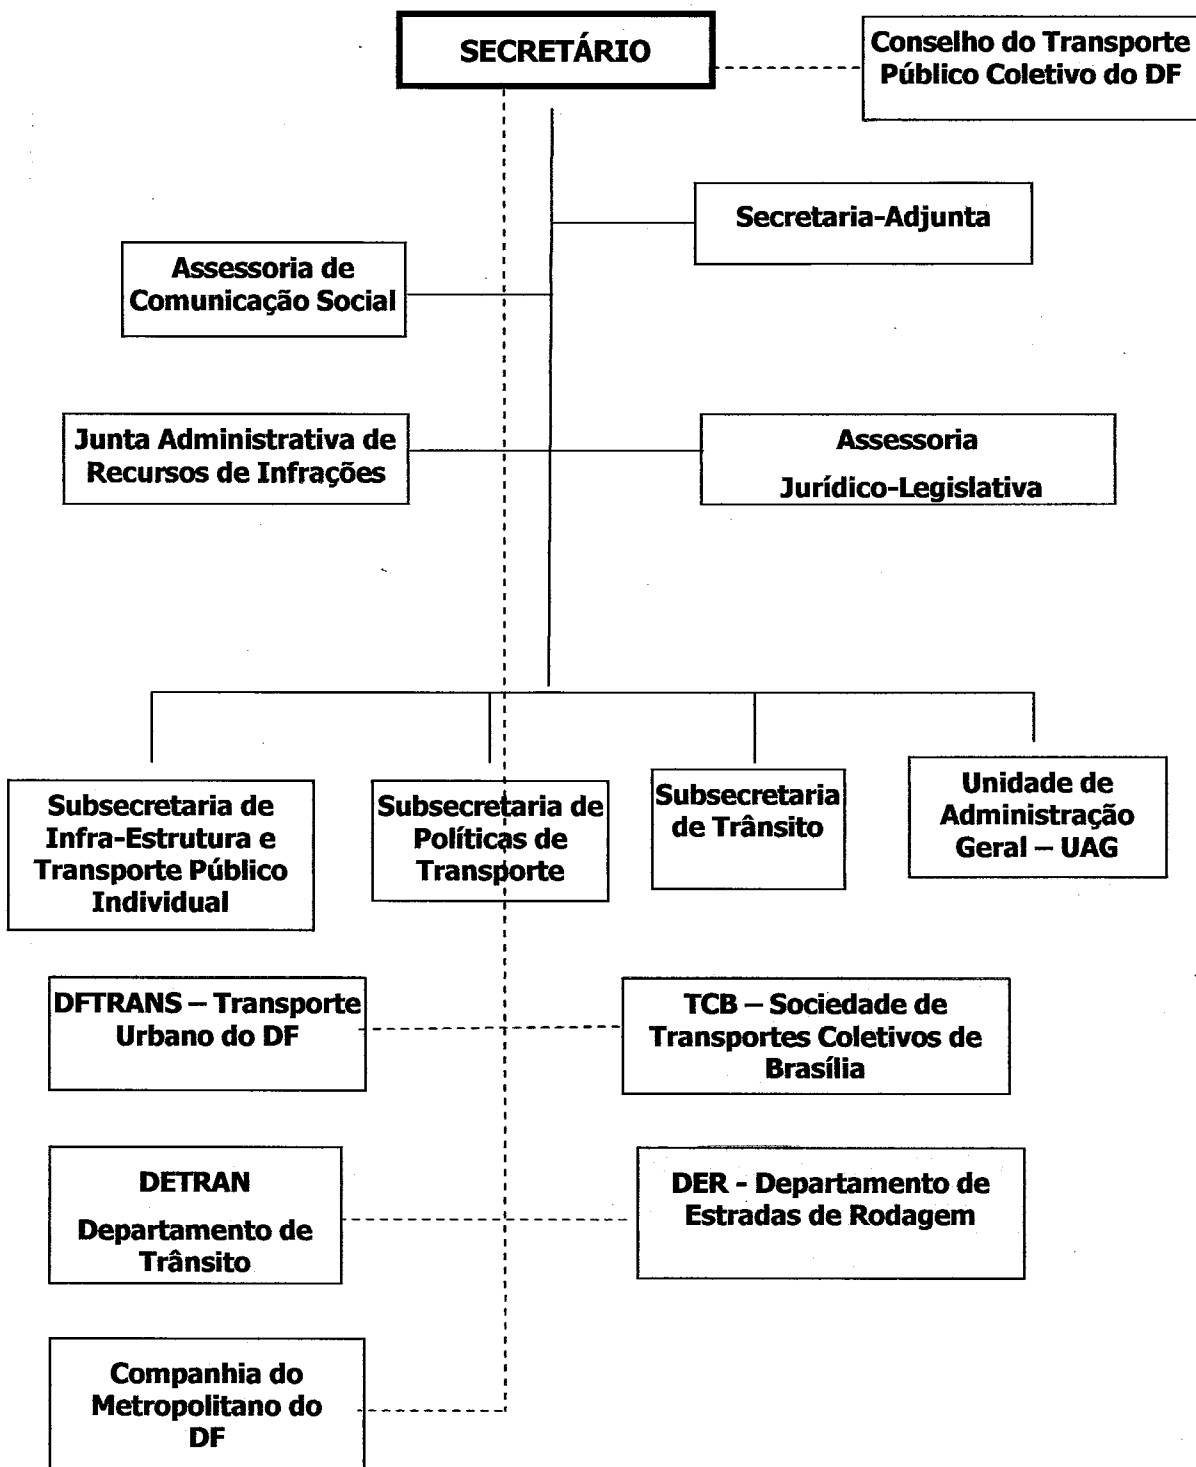 SECRETÁRIO
Conselho do Transporte
Público Coletivo do DF
Secretaria-Adjunta
Assessoria de
Comunicação Social
Junta Administrativa de
Recursos de Infrações
Assessoria
Jurídico-Legislativa
Subsecretaria de
Infra-Estrutura e
Transporte Público
Individual
Subsecretaria de
Políticas de
Transporte
Subsecretaria
de Trânsito
Unidade de
Administração
Geral – UAG
DFTRANS – Transporte
Urbano do DF
TCB – Sociedade de
Transportes Coletivos de
Brasília
DETRAN
Departamento de
Trânsito
DER - Departamento de
Estradas de Rodagem
Companhia do
Metropolitano do
DF